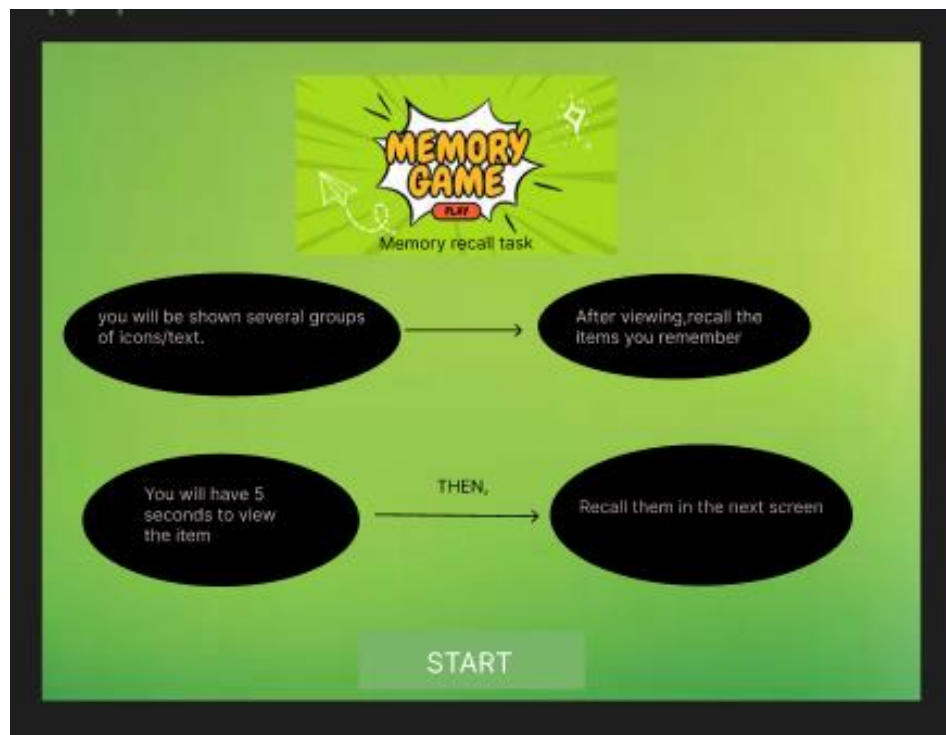 MEMORY
GAME
PLAY
Memory recall task
you will be shown several groups
of icons/text.
After viewing,recall the
items you remember
You will have 5
seconds to view
the item
THEN,
Recall them in the next screen
START